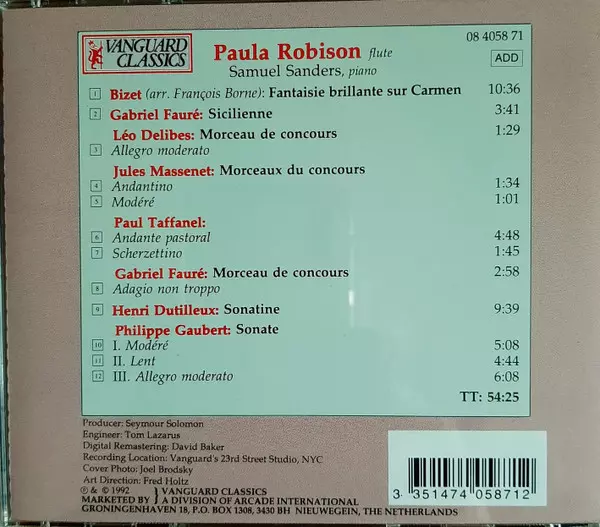 VANGUARD
CLASSICS
Paula Robison flute
Samuel Sanders, piano
08 4058 71
ADD
1 Bizet (arr. François Borne): Fantaisie brillante sur Carmen 10:36
2 Gabriel Fauré: Sicilienne 3:41
Léo Delibes: Morceau de concours 1:29
3 Allegro moderato
Jules Massenet: Morceaux du concours
4 Andantino 1:34
5 Modéré 1:01
Paul Taffanel:
6 Andante pastoral 4:48
7 Scherzettino 1:45
Gabriel Fauré: Morceau de concours 2:58
8 Adagio non troppo
9 Henri Dutilleux: Sonatine 9:39
Philippe Gaubert: Sonate
10 I. Modéré 5:08
11 II. Lent 4:44
12 III. Allegro moderato 6:08
TT: 54:25
Producer: Seymour Solomon
Engineer: Tom Lazarus
Digital Remastering: David Baker
Recording Location: Vanguard's 23rd Street Studio, NYC
Cover Photo: Joel Brodsky
Art Direction: Fred Holtz
℗ & © 1992 VANGUARD CLASSICS
MARKETED BY A DIVISION OF ARCADE INTERNATIONAL
GRONINGENHAVEN 18, P.O. BOX 1308, 3430 BH NIEUWEGEIN, THE NETHERLANDS
3 351474 058712